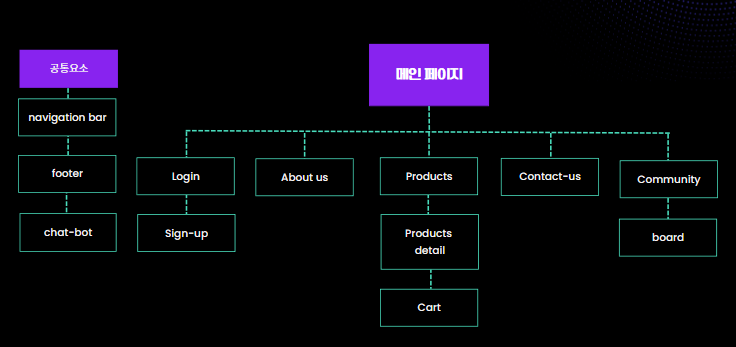 공통요소
메인 페이지
navigation bar
footer
chat-bot
Login
Sign-up
About us
Products
Products
detail
Cart
Contact-us
Community
board